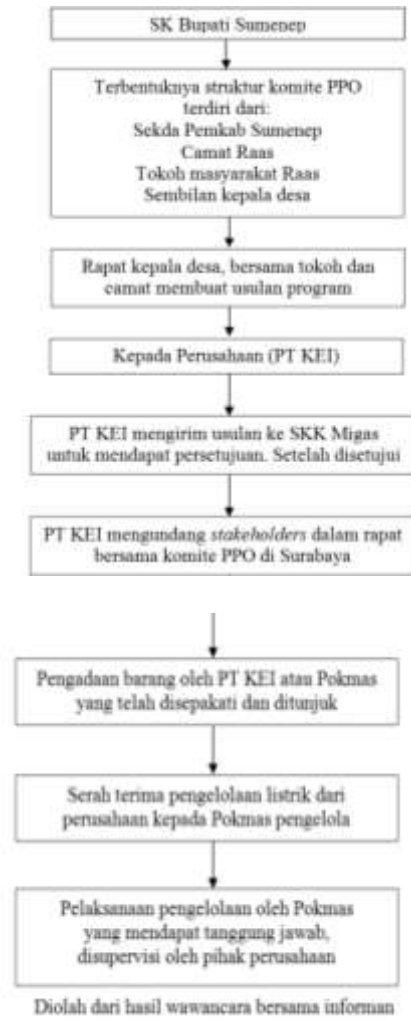 SK Bupati Sumenep
Terbentuknya struktur komite PPO
terdiri dari:
Sekda Pemkab Sumenep
Camat Raas
Tokoh masyarakat Raas
Sembilan kepala desa
Rapat kepala desa, bersama tokoh dan
camat membuat usulan program
Kepada Perusahaan (PT KEI)
PT KEI mengirim usulan ke SKK Migas
untuk mendapat persetujuan. Setelah disetujui
PT KEI mengundang stakeholders dalam rapat
bersama komite PPO di Surabaya
Pengadaan barang oleh PT KEI atau Pokmas
yang telah disepakati dan ditunjuk
Serah terima pengelolaan listrik dari
perusahaan kepada Pokmas pengelola
Pelaksanaan pengelolaan oleh Pokmas
yang mendapat tanggung jawab,
disupervisi oleh pihak perusahaan
Diolah dari hasil wawancara bersama informan